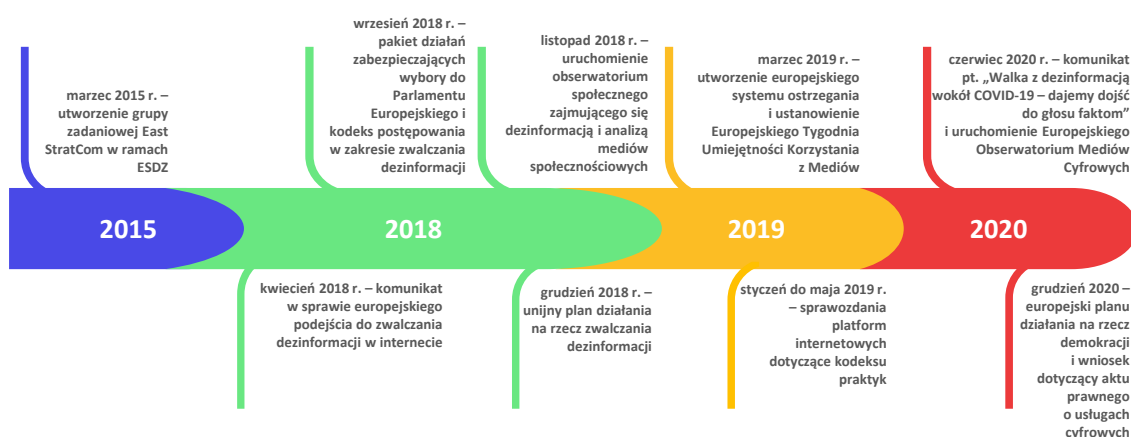 marzec 2015 r. –
utworzenie grupy
zadaniowej East
StratCom w ramach
ESDZ
wrzesień 2018 r. –
pakiet działań
zabezpieczających
wybory do
Parlamentu
Europejskiego i
kodeks postępowania
w zakresie zwalczania
dezinformacji
listopad 2018 r. –
uruchomienie
obserwatorium
społecznego
zajmującego się
dezinformacją i analizą
mediów
społecznościowych
marzec 2019 r. –
utworzenie europejskiego
systemu ostrzegania
i ustanowienie
Europejskiego Tygodnia
Umiejętności Korzystania
z Mediów
czerwiec 2020 r. – komunikat
pt. „Walka z dezinformacją
wokół COVID-19 – dajemy dojść
do głosu faktom”
i uruchomienie Europejskiego
Obserwatorium Mediów
Cyfrowych
2015
2018
2019
2020
kwiecień 2018 r. – komunikat
w sprawie europejskiego
podejścia do zwalczania
dezinformacji w internecie
grudzień 2018 r. –
unijny plan działania
na rzecz zwalczania
dezinformacji
styczeń do maja 2019 r.
– sprawozdania
platform
internetowych
dotyczące kodeksu
praktyk
grudzień 2020 –
europejski planu
działania na rzecz
demokracji
i wniosek
dotyczący aktu
prawnego
o usługach
cyfrowych